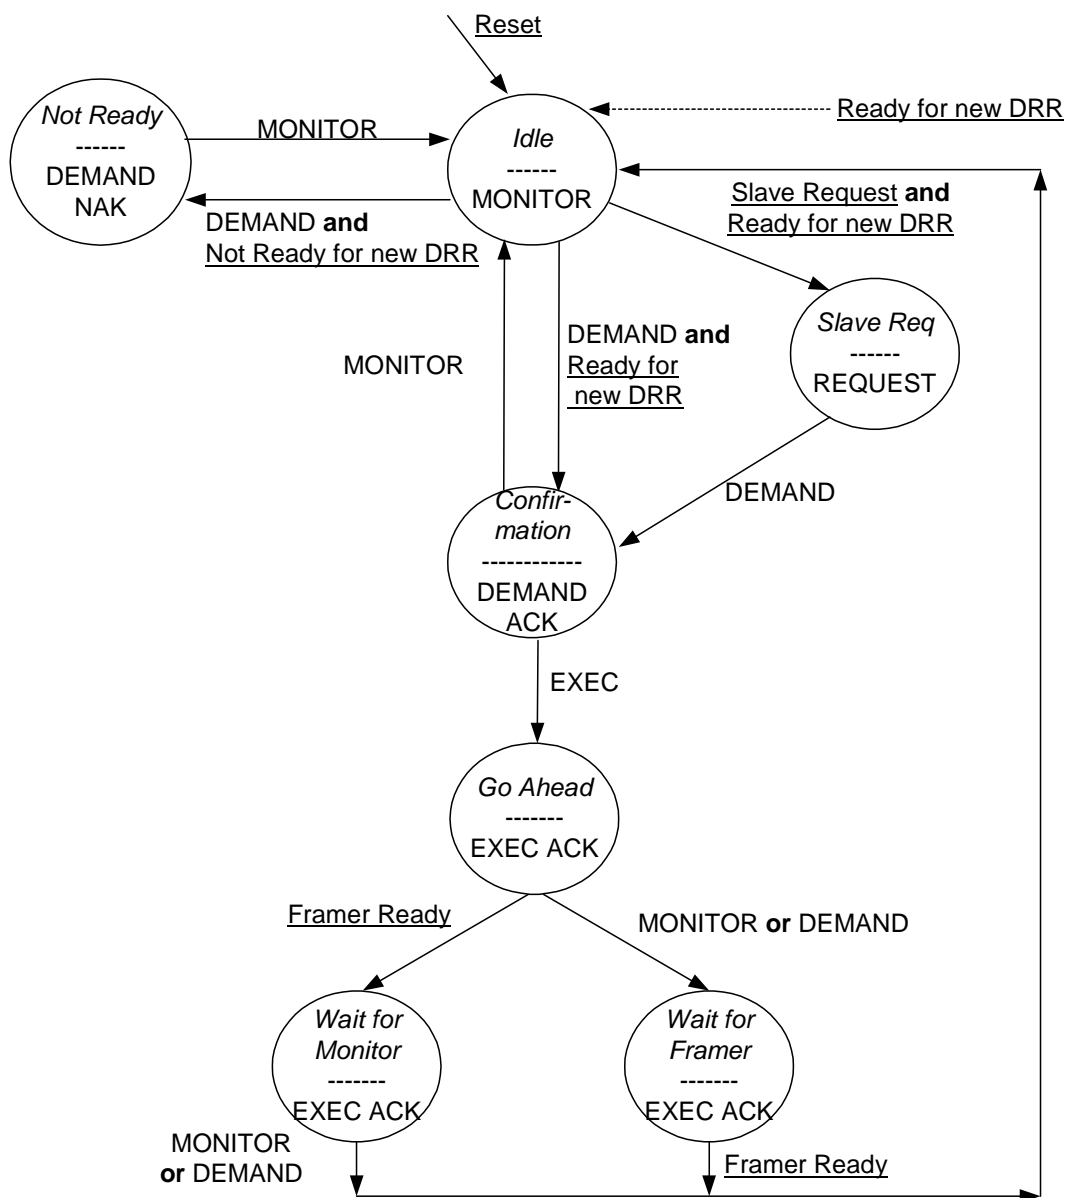 Reset
Not Ready
------
DEMAND
NAK
MONITOR
Idle
------
MONITOR
Ready for new DRR
DEMAND and
Not Ready for new DRR
Slave Request and
Ready for new DRR
MONITOR
DEMAND and
Ready for
new DRR
Slave Req
------
REQUEST
DEMAND
Confir-
mation
------------
DEMAND
ACK
EXEC
Go Ahead
-------
EXEC ACK
Framer Ready
MONITOR or DEMAND
Wait for
Monitor
-------
EXEC ACK
Wait for
Framer
-------
EXEC ACK
MONITOR
or DEMAND
Framer Ready